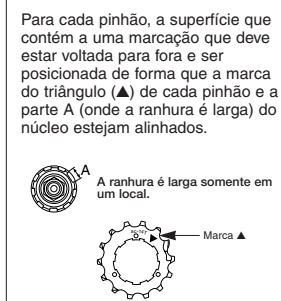 Para cada pinhão, a superfície que
contém a uma marcação que deve
estar voltada para fora e ser
posicionada de forma que a marca
do triângulo (▲) de cada pinhão e a
parte A (onde a ranhura é larga) do
núcleo estejam alinhados.
A
A ranhura é larga somente em
um local.
Marca ▲